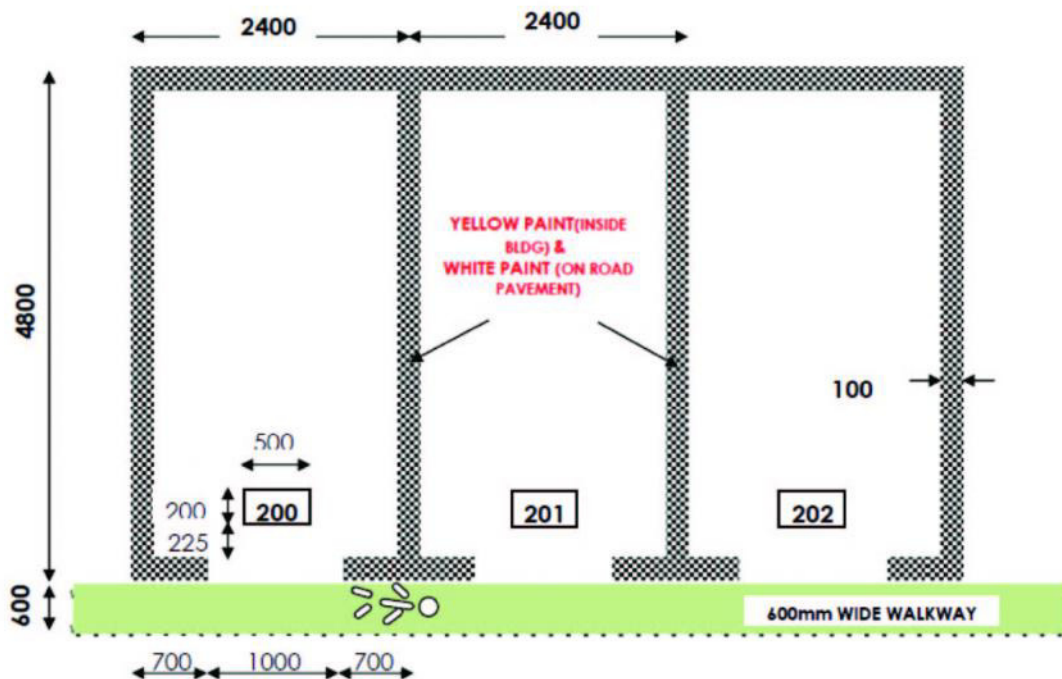 2400
2400
4800
YELLOW PAINT(INSIDE
BLDG) &
WHITE PAINT (ON ROAD
PAVEMENT)
100
500
200
200
201
202
225
600
600mm WIDE WALKWAY
700
1000
700